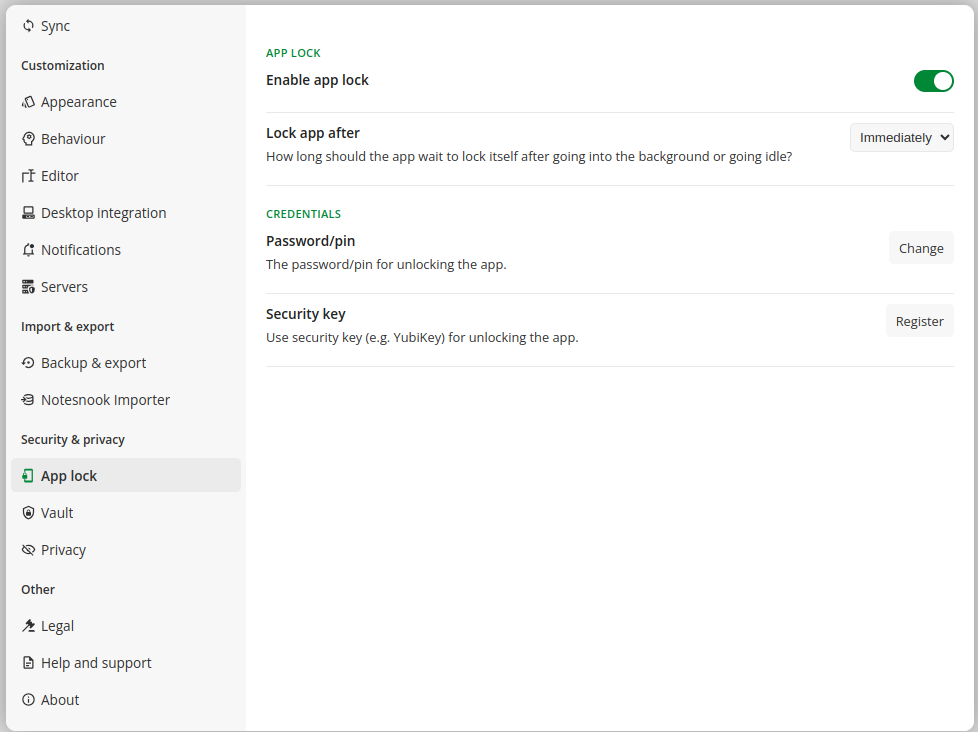 Sync
Customization
Appearance
Behaviour
Editor
Desktop integration
Notifications
Servers
Import & export
Backup & export
Notesnook Importer
Security & privacy
App lock
Vault
Privacy
Other
Legal
Help and support
About
APP LOCK
Enable app lock
Lock app after
How long should the app wait to lock itself after going into the background or going idle?
Immediately
CREDENTIALS
Password/pin
The password/pin for unlocking the app.
Change
Security key
Use security key (e.g. YubiKey) for unlocking the app.
Register